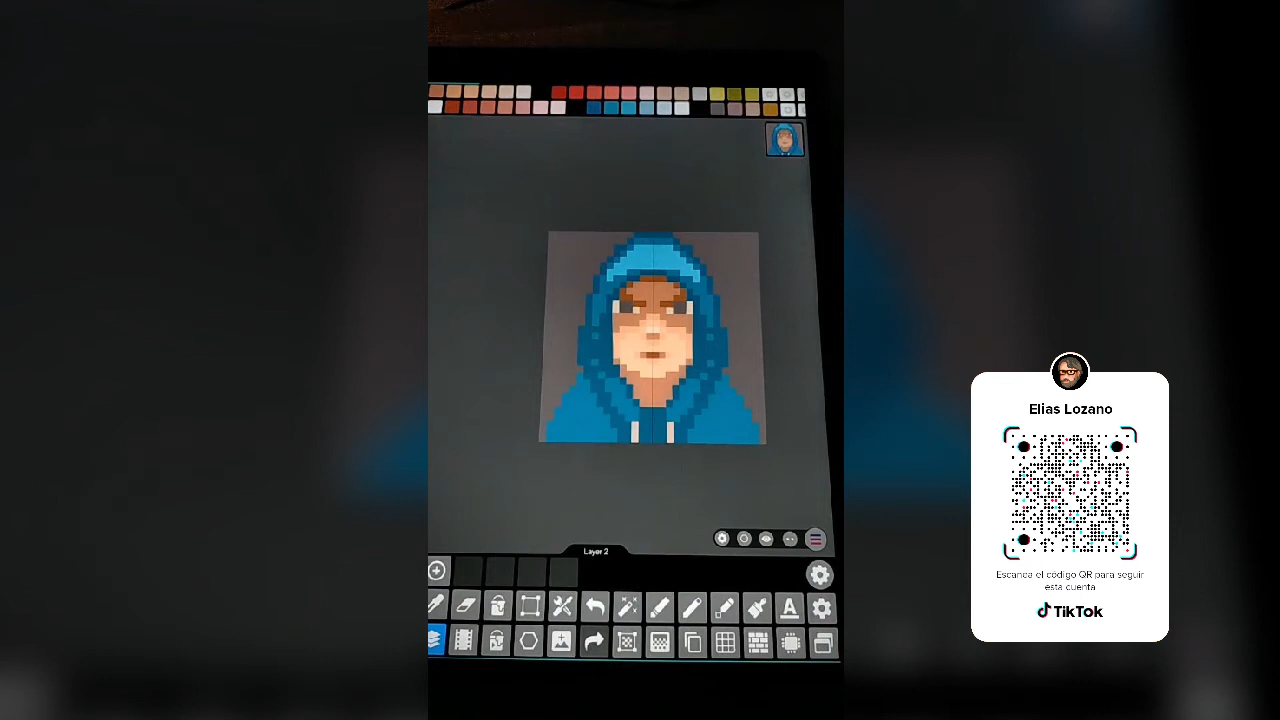 Layer 2
A
Elias Lozano
Escanea el código QR para seguir
esta cuenta
TikTok